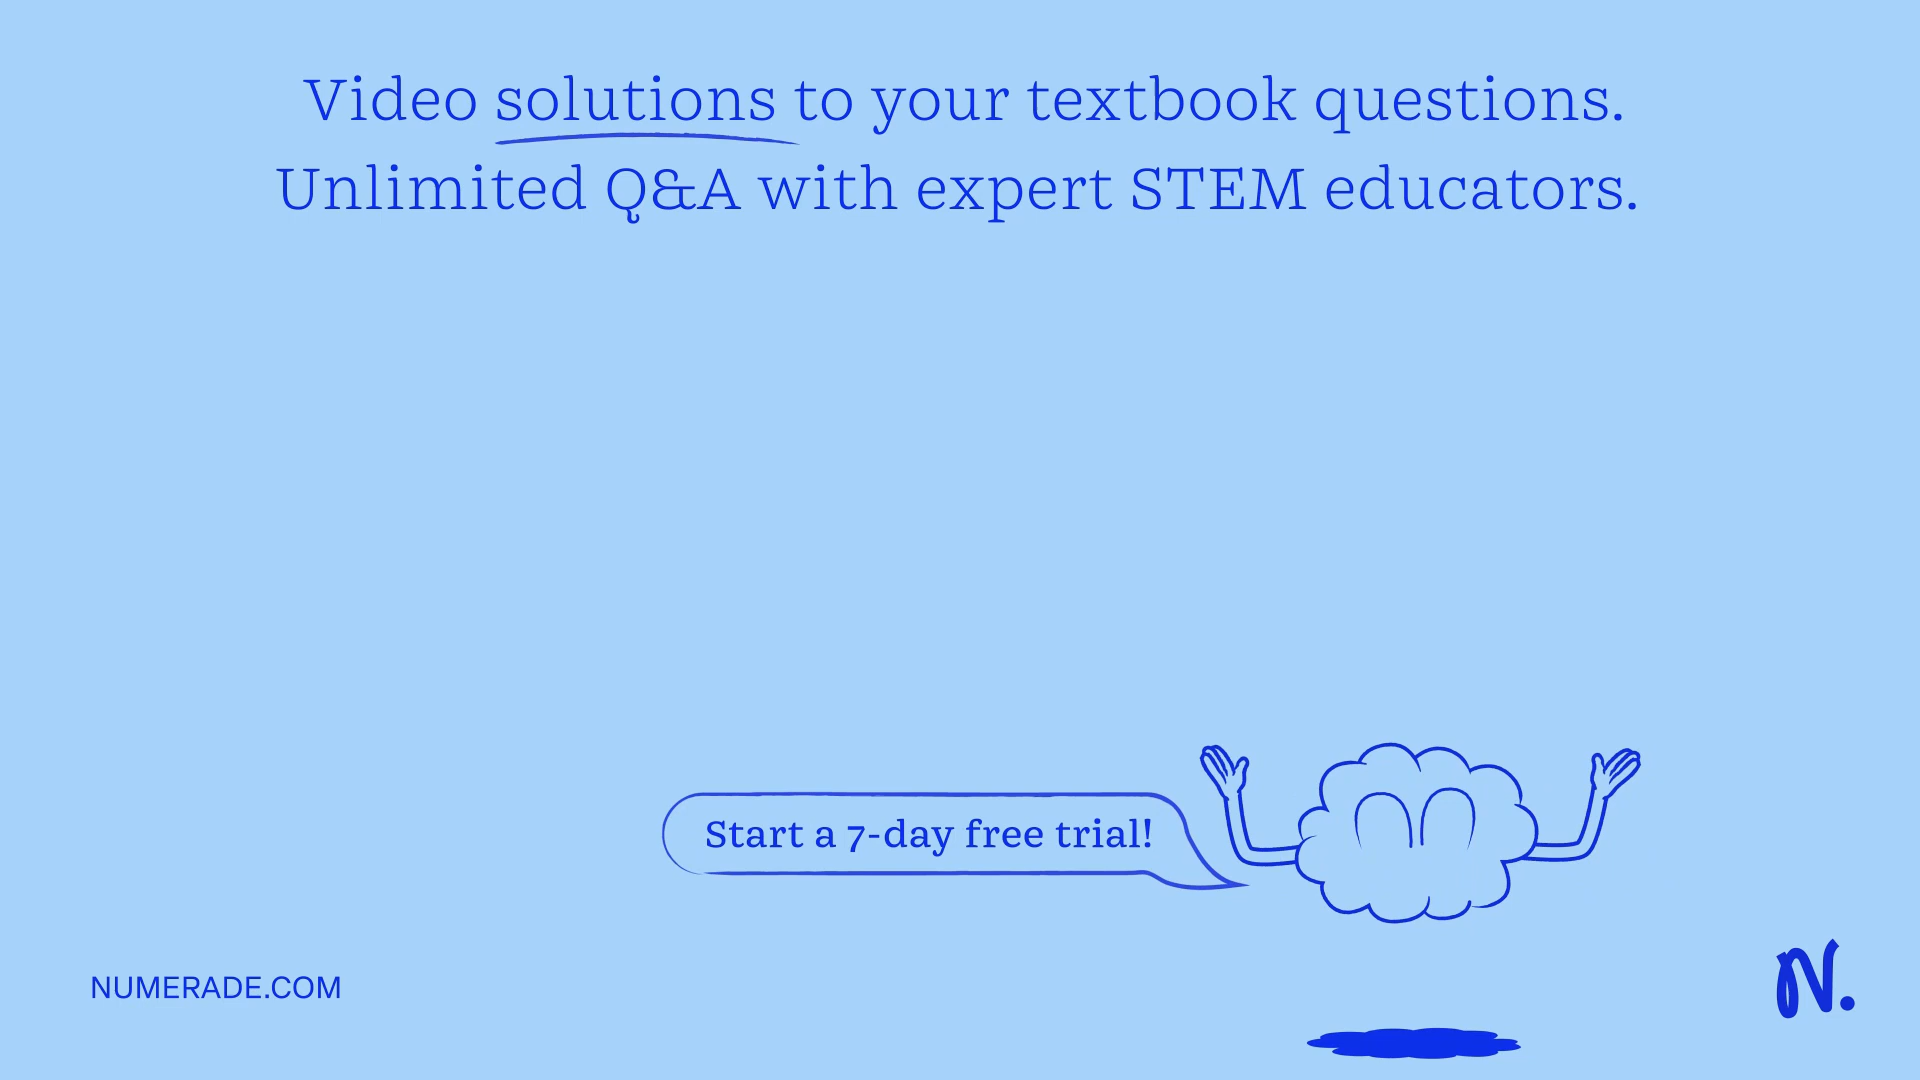 Video solutions to your textbook questions.
Unlimited Q&A with expert STEM educators.
Start a 7-day free trial!
NUMERADE.COM
N.